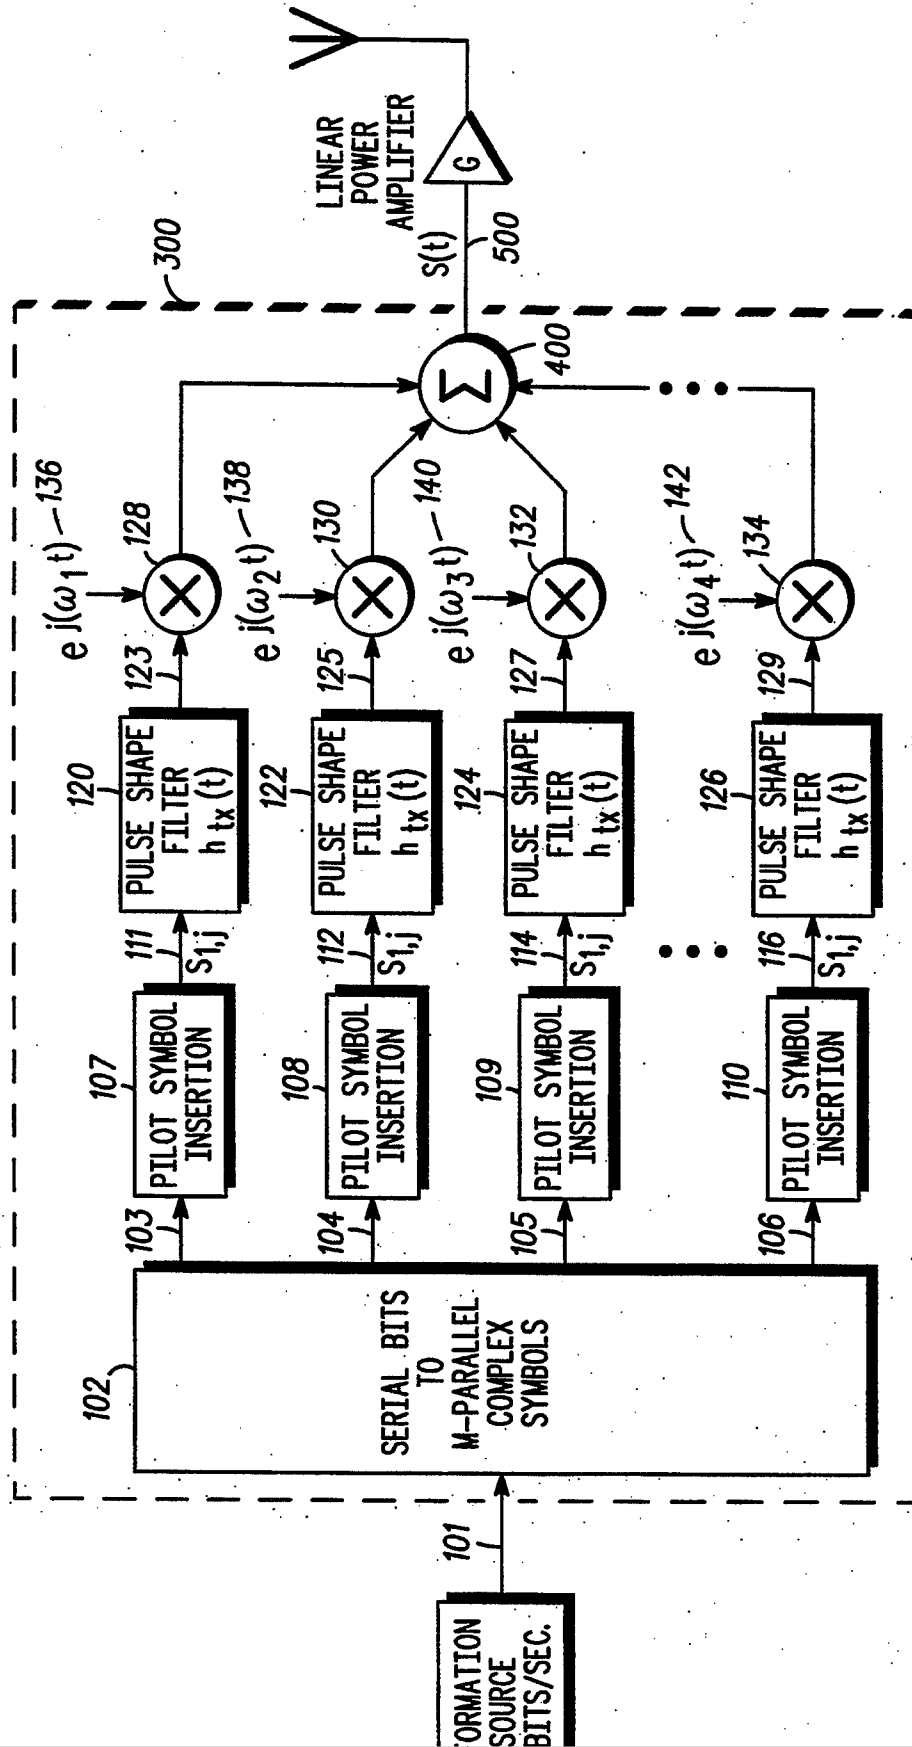 ORMATION
SOURCE
BITS/SEC.
101
102
SERIAL BITS
TO
M-PARALLEL
COMPLEX
SYMBOLS
103
107
PILOT SYMBOL
INSERTION
111
S1,j
120
PULSE SHAPE
FILTER
h tx (t)
123
128
e j(ω1 t)
136
104
108
PILOT SYMBOL
INSERTION
112
S1,j
122
PULSE SHAPE
FILTER
h tx (t)
125
130
e j(ω2 t)
138
105
109
PILOT SYMBOL
INSERTION
114
S1,j
124
PULSE SHAPE
FILTER
h tx (t)
127
132
e j(ω3 t)
140
106
110
PILOT SYMBOL
INSERTION
116
S1,j
126
PULSE SHAPE
FILTER
h tx (t)
129
134
e j(ω4 t)
142
Σ
400
300
S(t)
500
LINEAR
POWER
AMPLIFIER
G